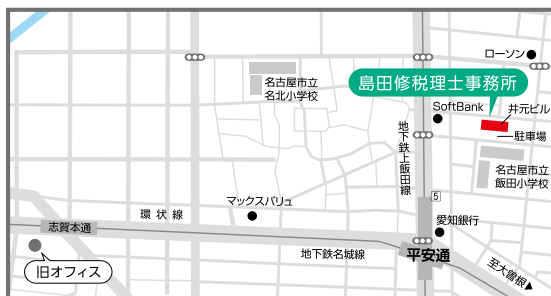 ローソン
名古屋市立
名北小学校
島田修税理士事務所
SoftBank
井元ビル
駐車場
地下鉄上飯田線
名古屋市立
飯田小学校
5
マックスバリュ
環状線
愛知銀行
志賀本通
地下鉄名城線
平安通
旧オフィス
至大曽根